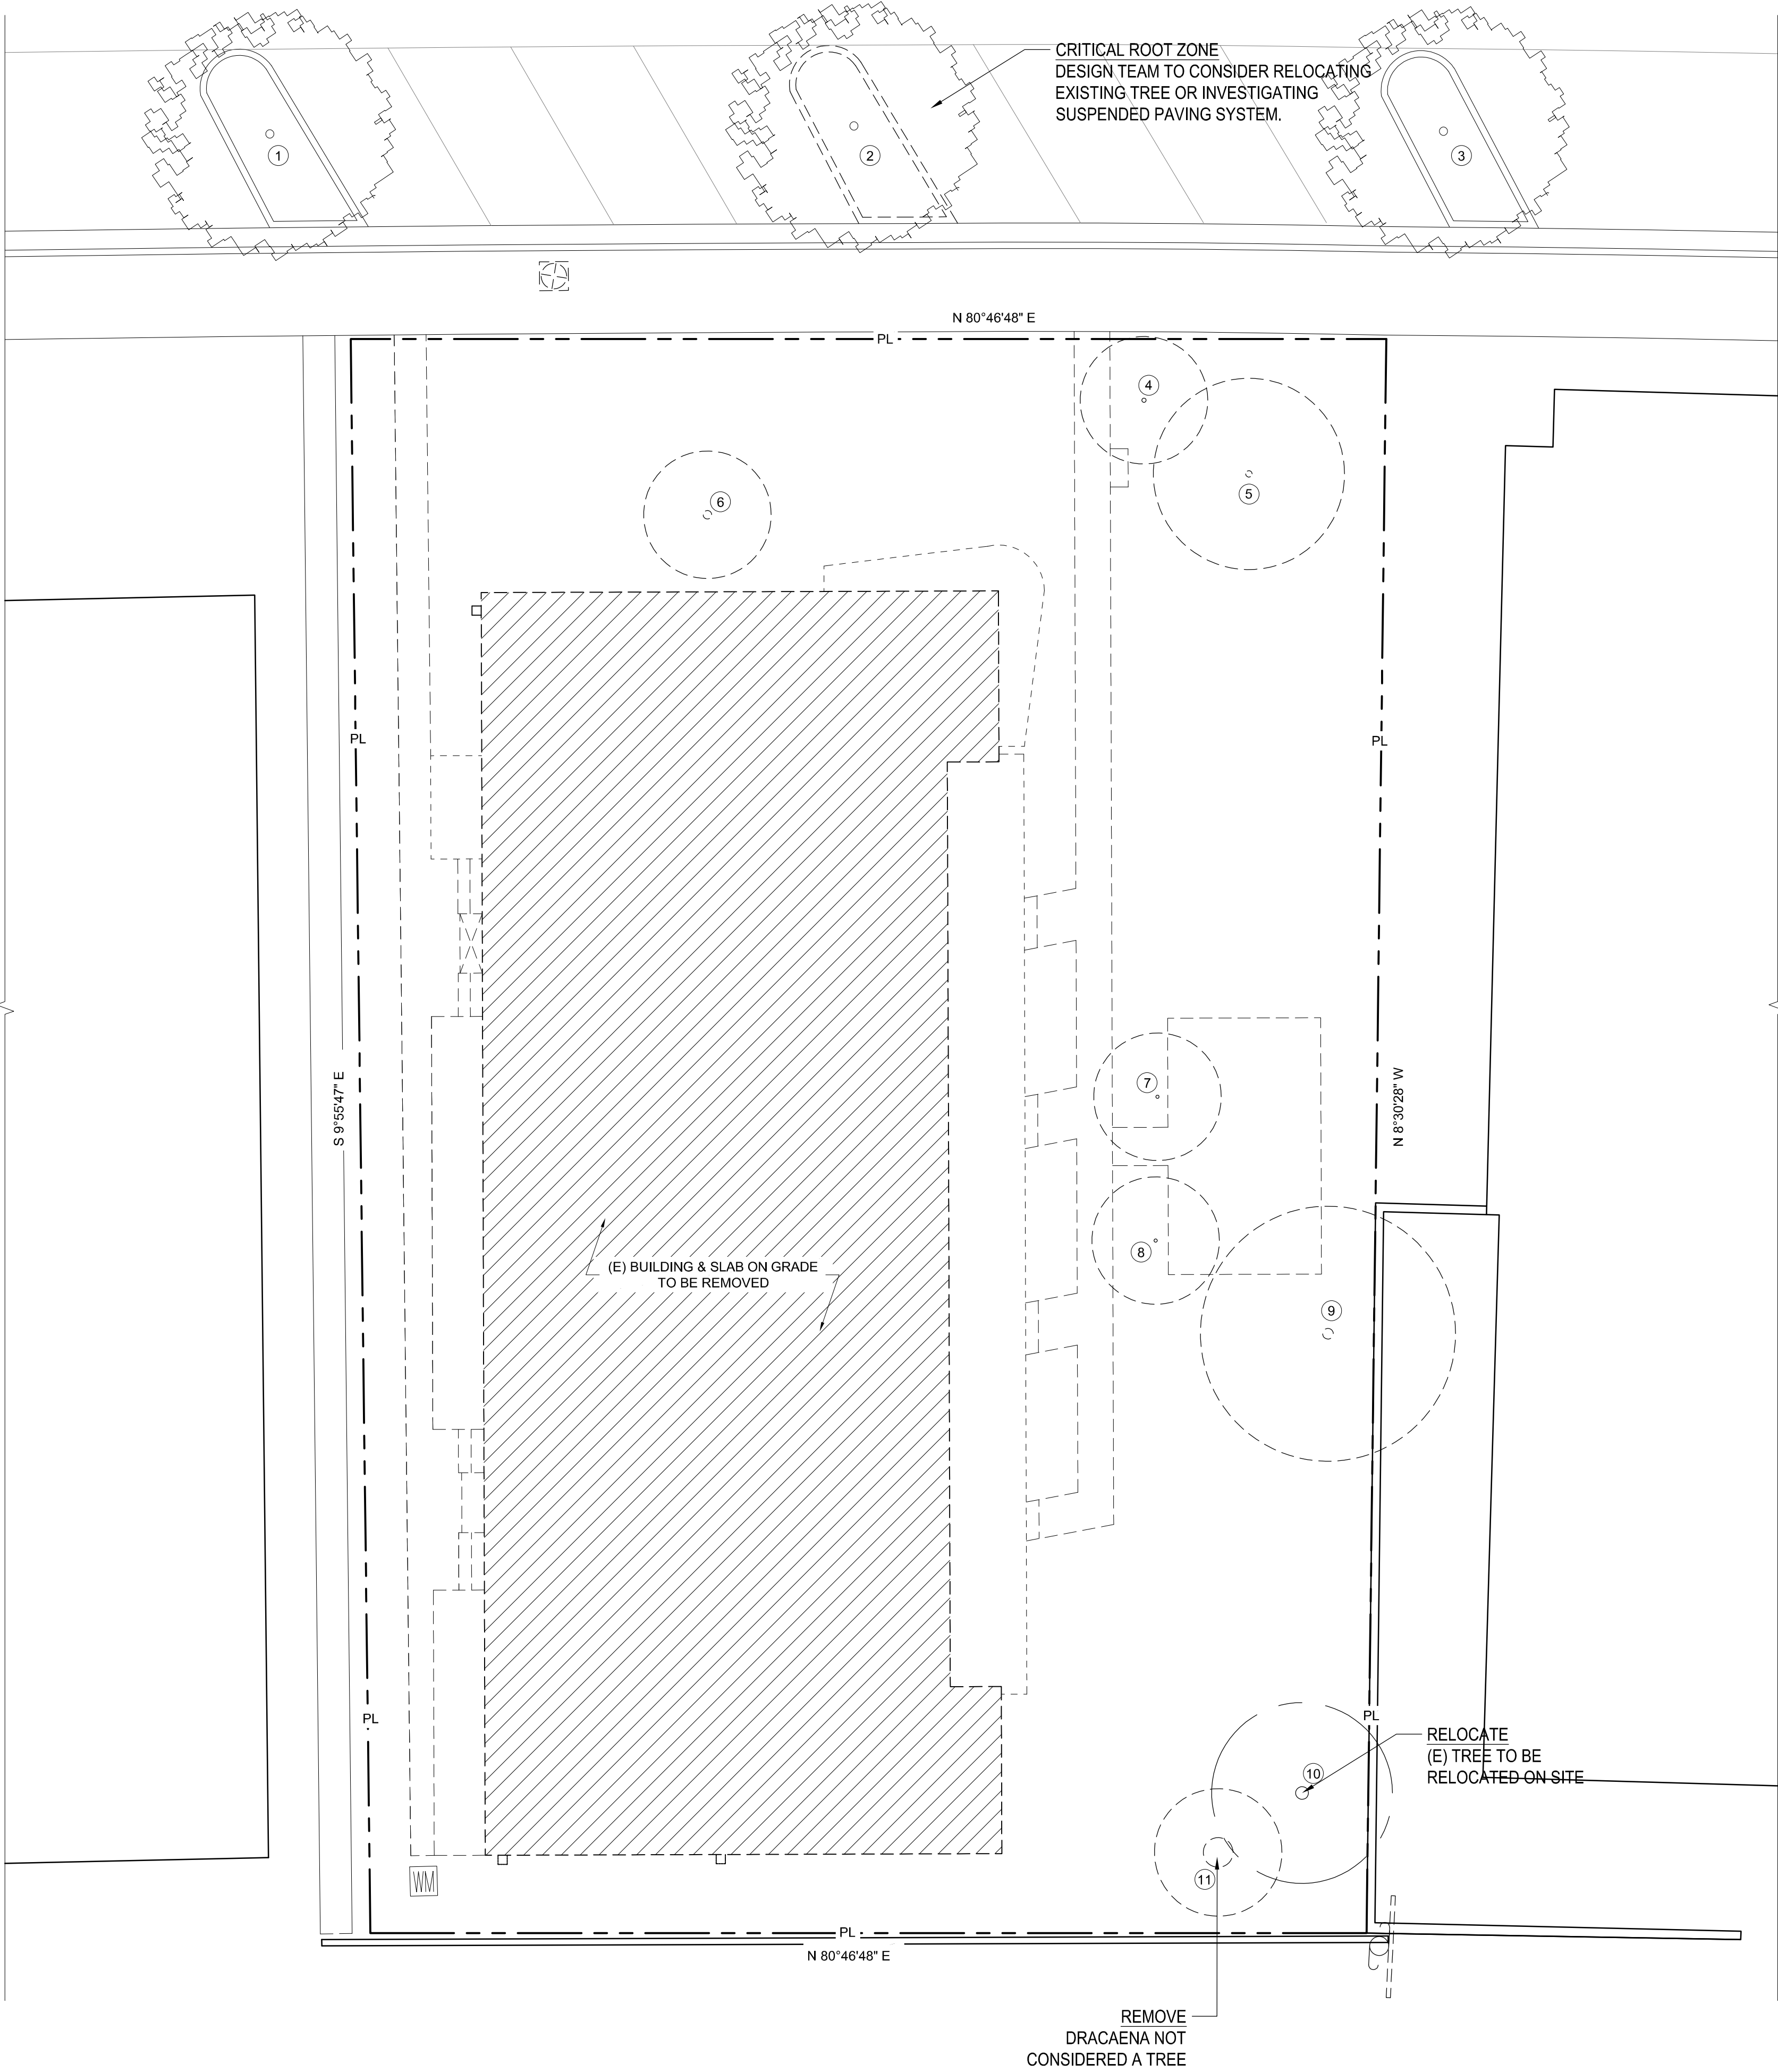 CRITICAL ROOT ZONE
DESIGN TEAM TO CONSIDER RELOCATING
EXISTING TREE OR INVESTIGATING
SUSPENDED PAVING SYSTEM.
1
2
3
N 80°46'48" E
PL
4
5
6
PL
PL
S 9°55'47" E
N 8°30'28" W
7
8
(E) BUILDING & SLAB ON GRADE
TO BE REMOVED
9
PL
PL
RELOCATE
(E) TREE TO BE
RELOCATED ON SITE
10
11
WM
PL
N 80°46'48" E
REMOVE
DRACAENA NOT
CONSIDERED A TREE